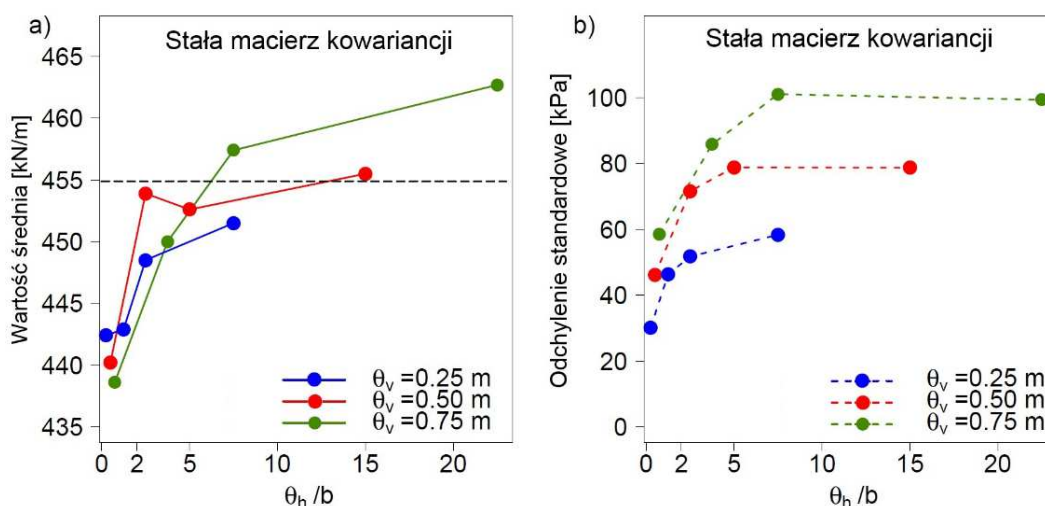 a)
Stała macierz kowariancji
Wartość średnia [kN/m]
465
460
455
450
445
440
435
θv =0.25 m
θv =0.50 m
θv =0.75 m
0 2 5 10 15 20
θh /b
b)
Stała macierz kowariancji
Odchylenie standardowe [kPa]
100
80
60
40
20
0
θv =0.25 m
θv =0.50 m
θv =0.75 m
0 2 5 10 15 20
θh /b